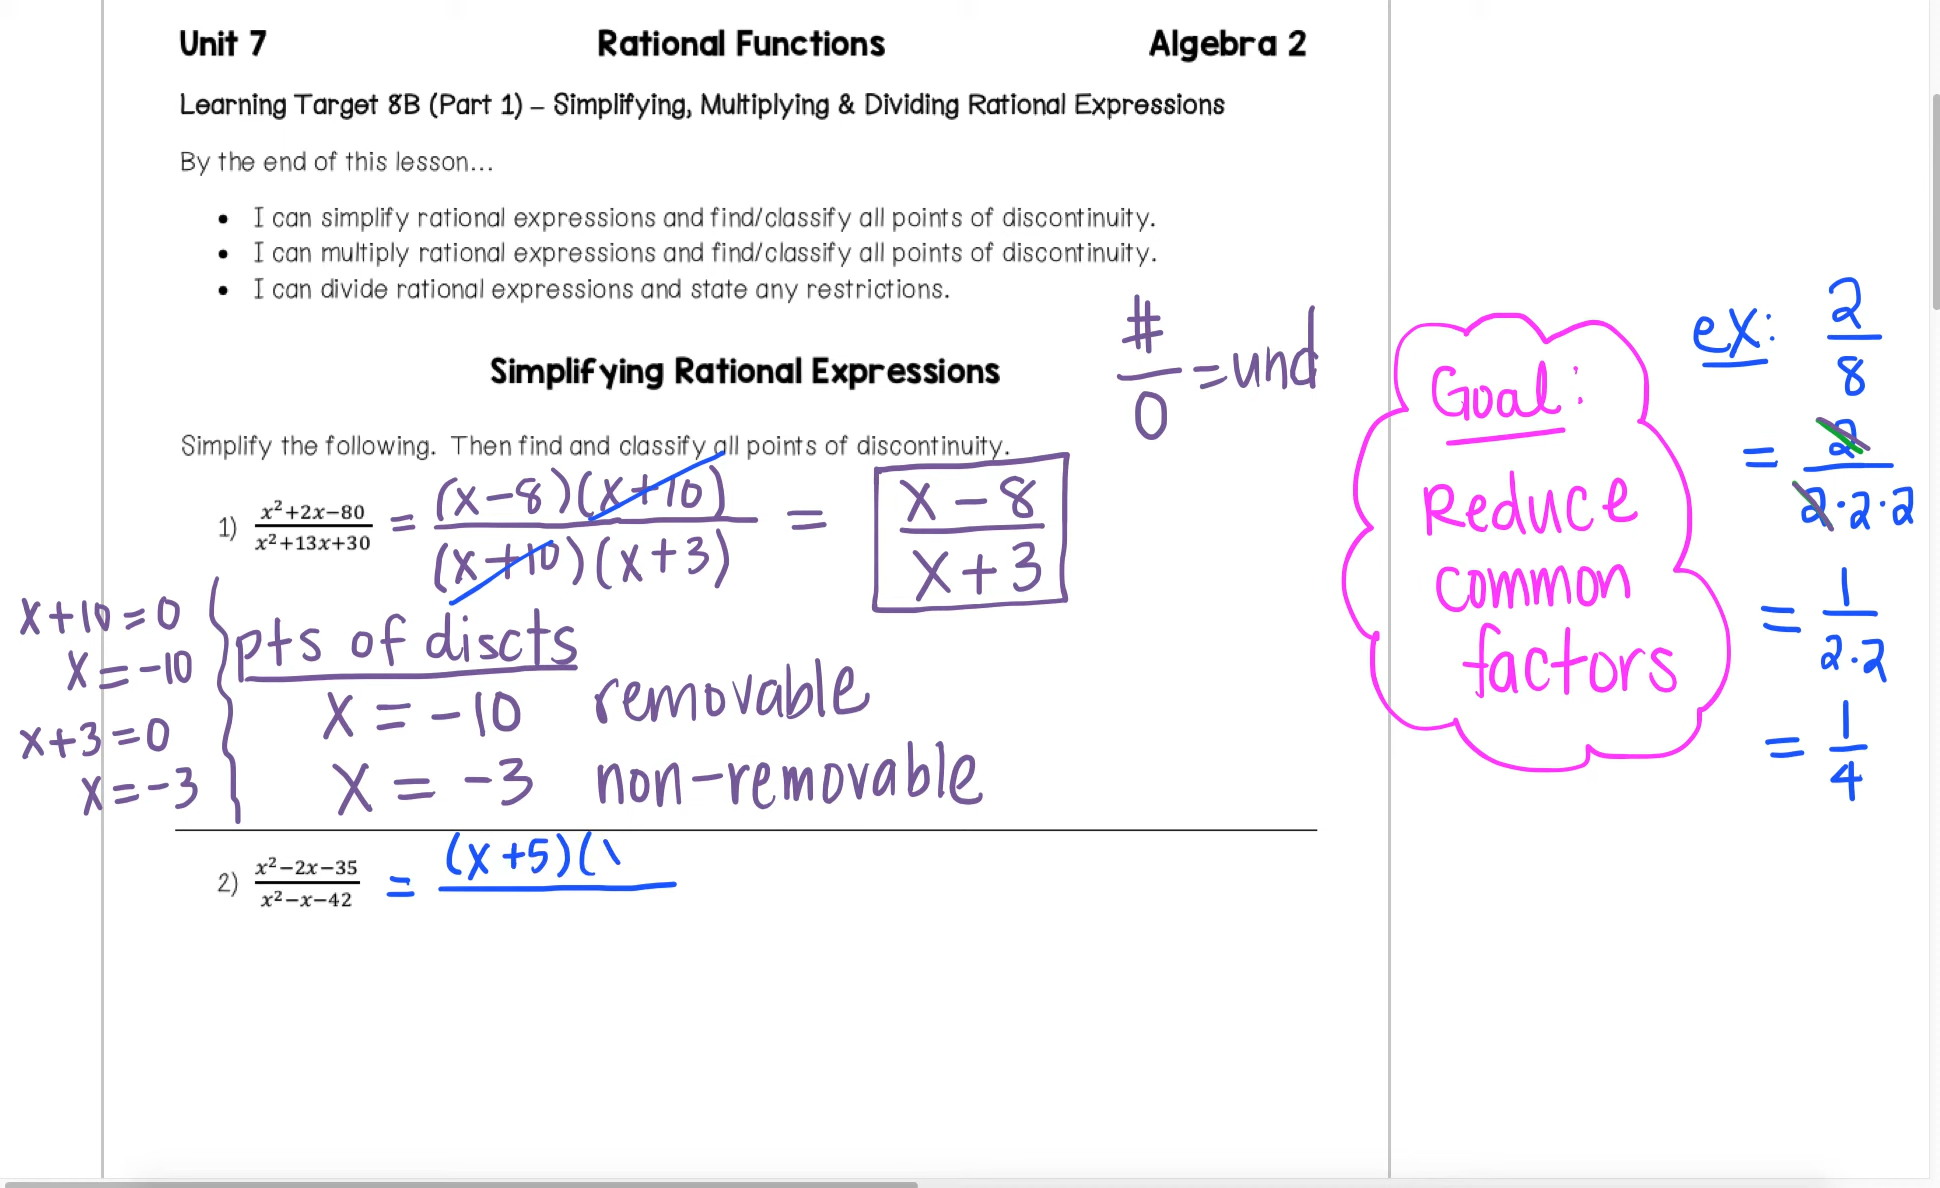 Unit 7 Rational Functions Algebra 2
Learning Target 8B (Part 1) – Simplifying, Multiplying & Dividing Rational Expressions
By the end of this lesson...
• I can simplify rational expressions and find/classify all points of discontinuity.
• I can multiply rational expressions and find/classify all points of discontinuity.
• I can divide rational expressions and state any restrictions.
#/0 = und
Simplifying Rational Expressions
Simplify the following. Then find and classify all points of discontinuity.
1) (x²+2x−80)/(x²+13x+30) = (x−8)(x+10)/(x+10)(x+3) = (x−8)/(x+3)
x+10=0
x=−10
x+3=0
x=−3
pts of discts
x = −10 removable
x = −3 non-removable
2) (x²−2x−35)/(x²−x−42) = (x+5)(
Goal:
Reduce
common
factors
ex: 2/8
= 2/2·2·2
= 1/2·2
= 1/4